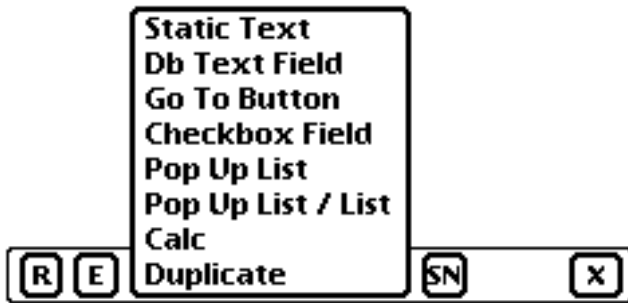 Static Text
Db Text Field
Go To Button
Checkbox Field
Pop Up List
Pop Up List / List
Calc
R E Duplicate SN X